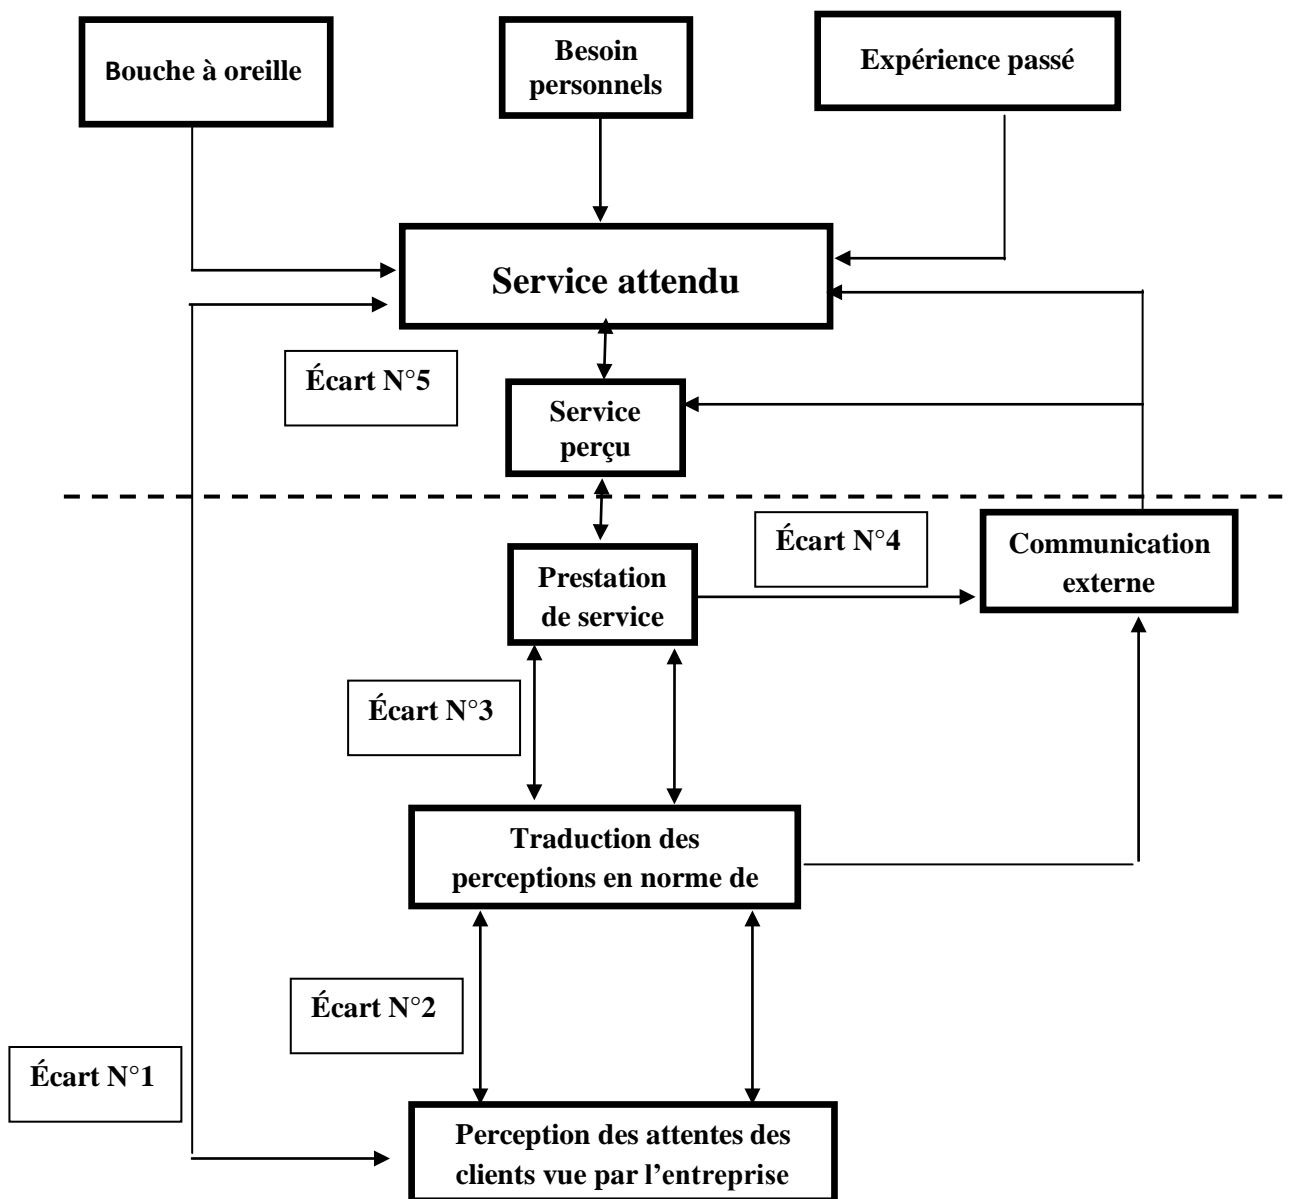 Bouche à oreille
Besoin
personnels
Expérience passé
Service attendu
Écart N°5
Service
perçu
Écart N°4
Communication
externe
Prestation
de service
Écart N°3
Traduction des
perceptions en norme de
Écart N°2
Écart N°1
Perception des attentes des
clients vue par l’entreprise